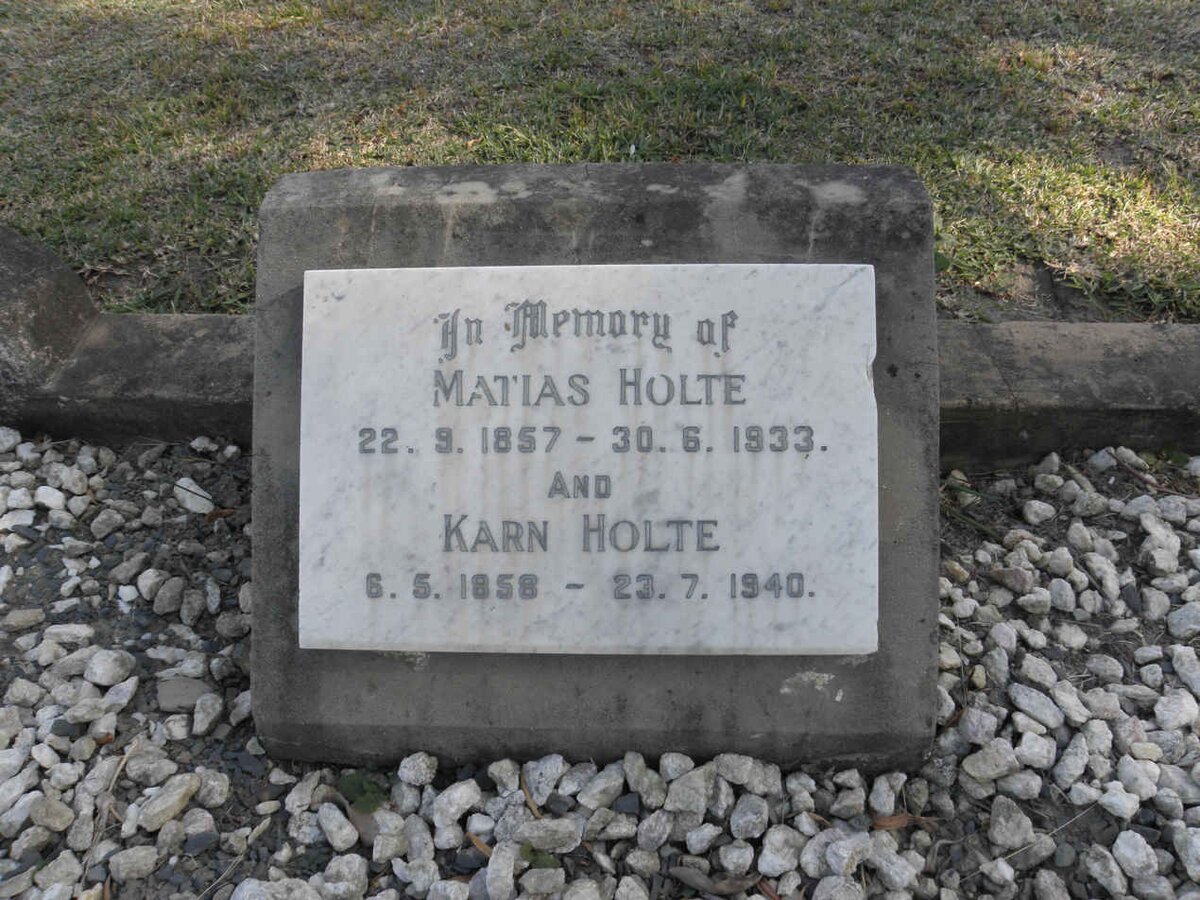 In Memory of
MATIAS HOLTE
22. 9. 1857 - 30. 6. 1933.
AND
KARN HOLTE
6. 5. 1858 - 23. 7. 1940.